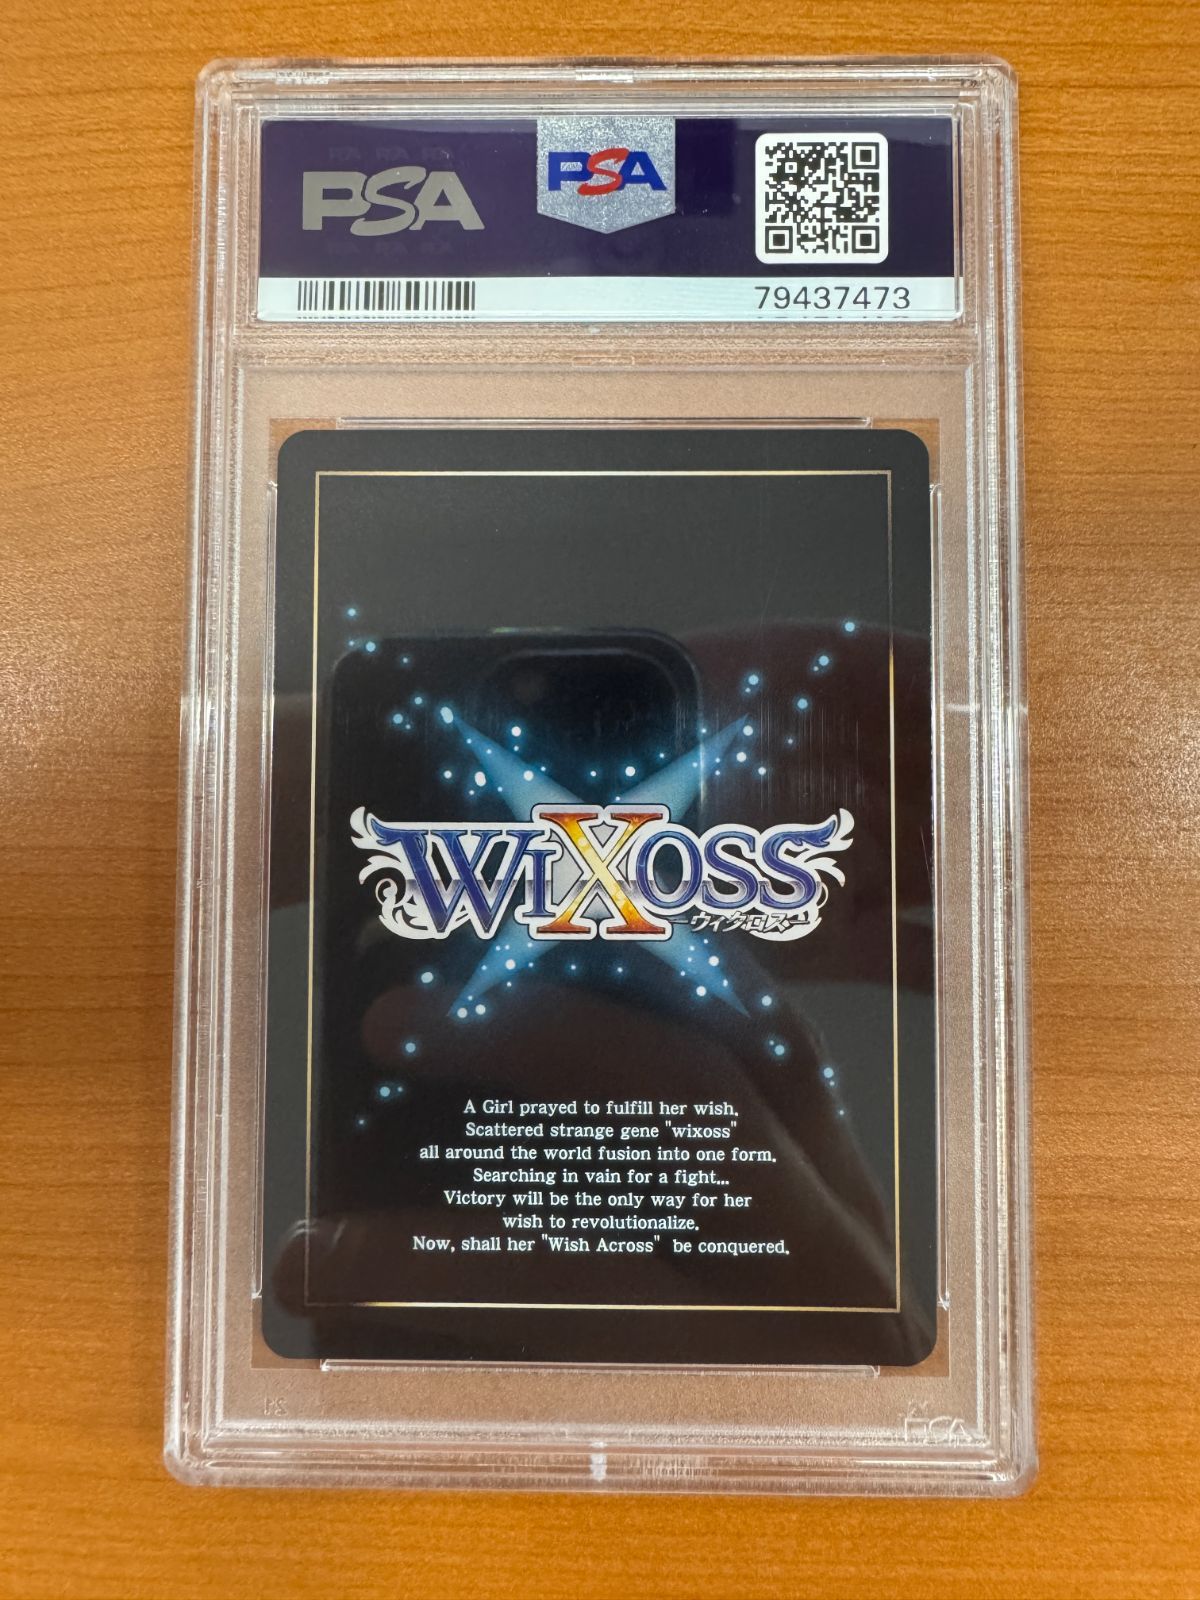 PSA
PSA
79437473
WIXOSS
—ウィクロス—
A Girl prayed to fulfill her wish.
Scattered strange gene "wixoss"
all around the world fusion into one form.
Searching in vain for a fight...
Victory will be the only way for her
wish to revolutionalize.
Now, shall her "Wish Across" be conquered.
PSA